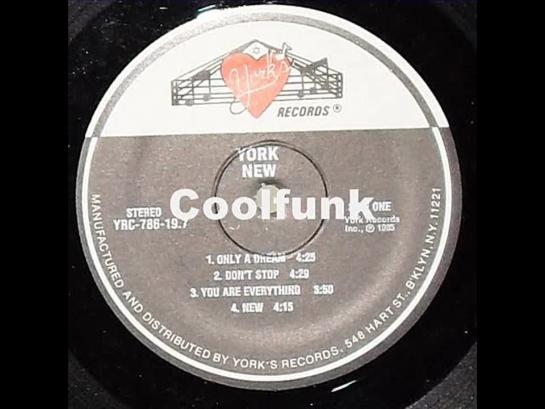 York's
RECORDS®
YORK
NEW
STEREO
YRC-786-19.7
ONE
York Records
Inc., ℗ 1985
Coolfunk
1. ONLY A DREAM 4:25
2. DON'T STOP 4:29
3. YOU ARE EVERYTHING 3:50
4. NEW 4:15
MANUFACTURED AND DISTRIBUTED BY YORK'S RECORDS, 548 HART ST., B'KLYN, N.Y. 11221